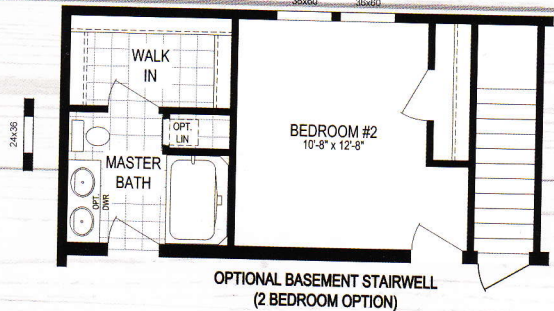 36x60 36x60
WALK
IN
24x36
OPT.
LIN
BEDROOM #2
10'-8" x 12'-8"
MASTER
BATH
OPT.
DWR
OPTIONAL BASEMENT STAIRWELL
(2 BEDROOM OPTION)